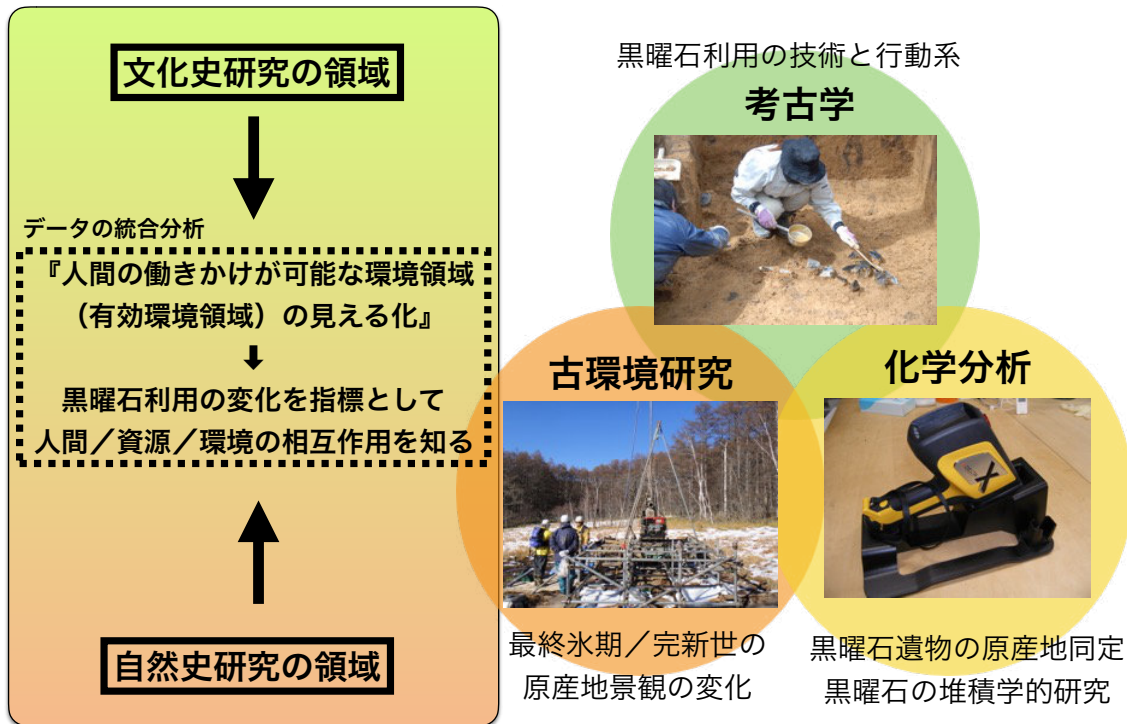 文化史研究の領域
データの統合分析
『人間の働きかけが可能な環境領域
（有効環境領域）の見える化』
黒曜石利用の変化を指標として
人間／資源／環境の相互作用を知る
自然史研究の領域
黒曜石利用の技術と行動系
考古学
古環境研究
最終氷期／完新世の
原産地景観の変化
化学分析
黒曜石遺物の原産地同定
黒曜石の堆積学的研究